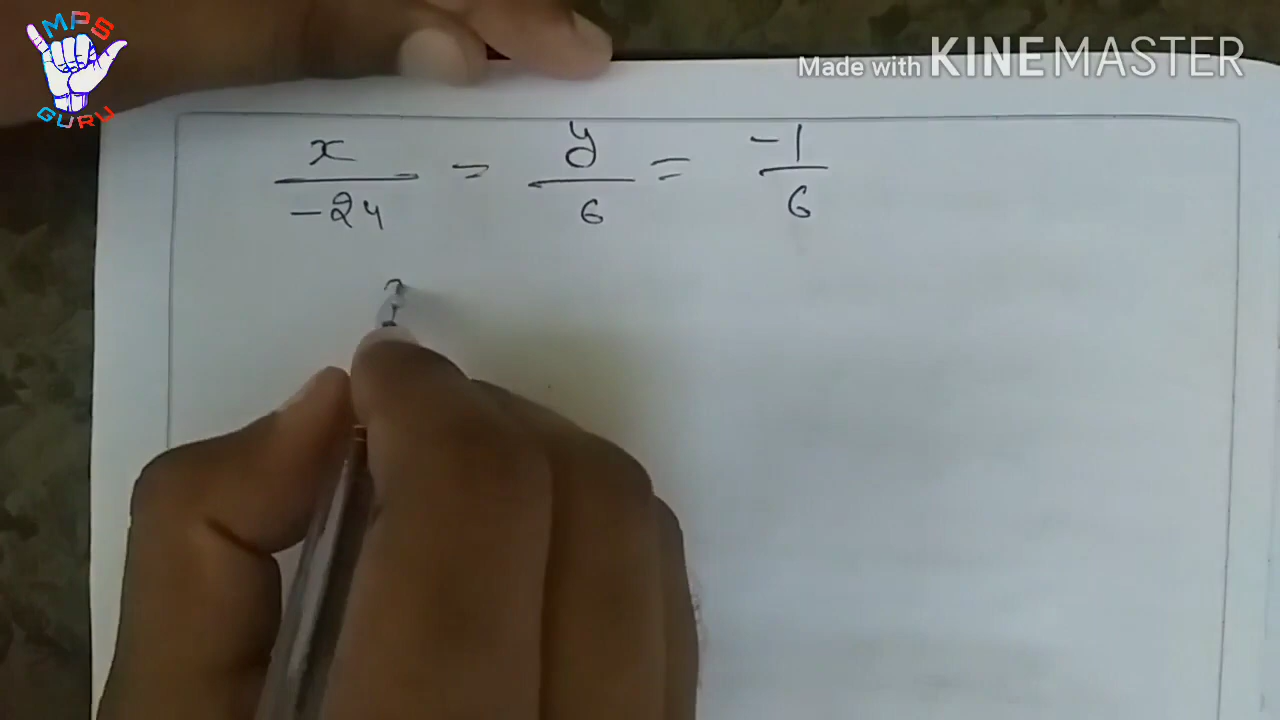 MPS
GURU
Made with KINEMASTER
x/-24 = y/6 = -1/6